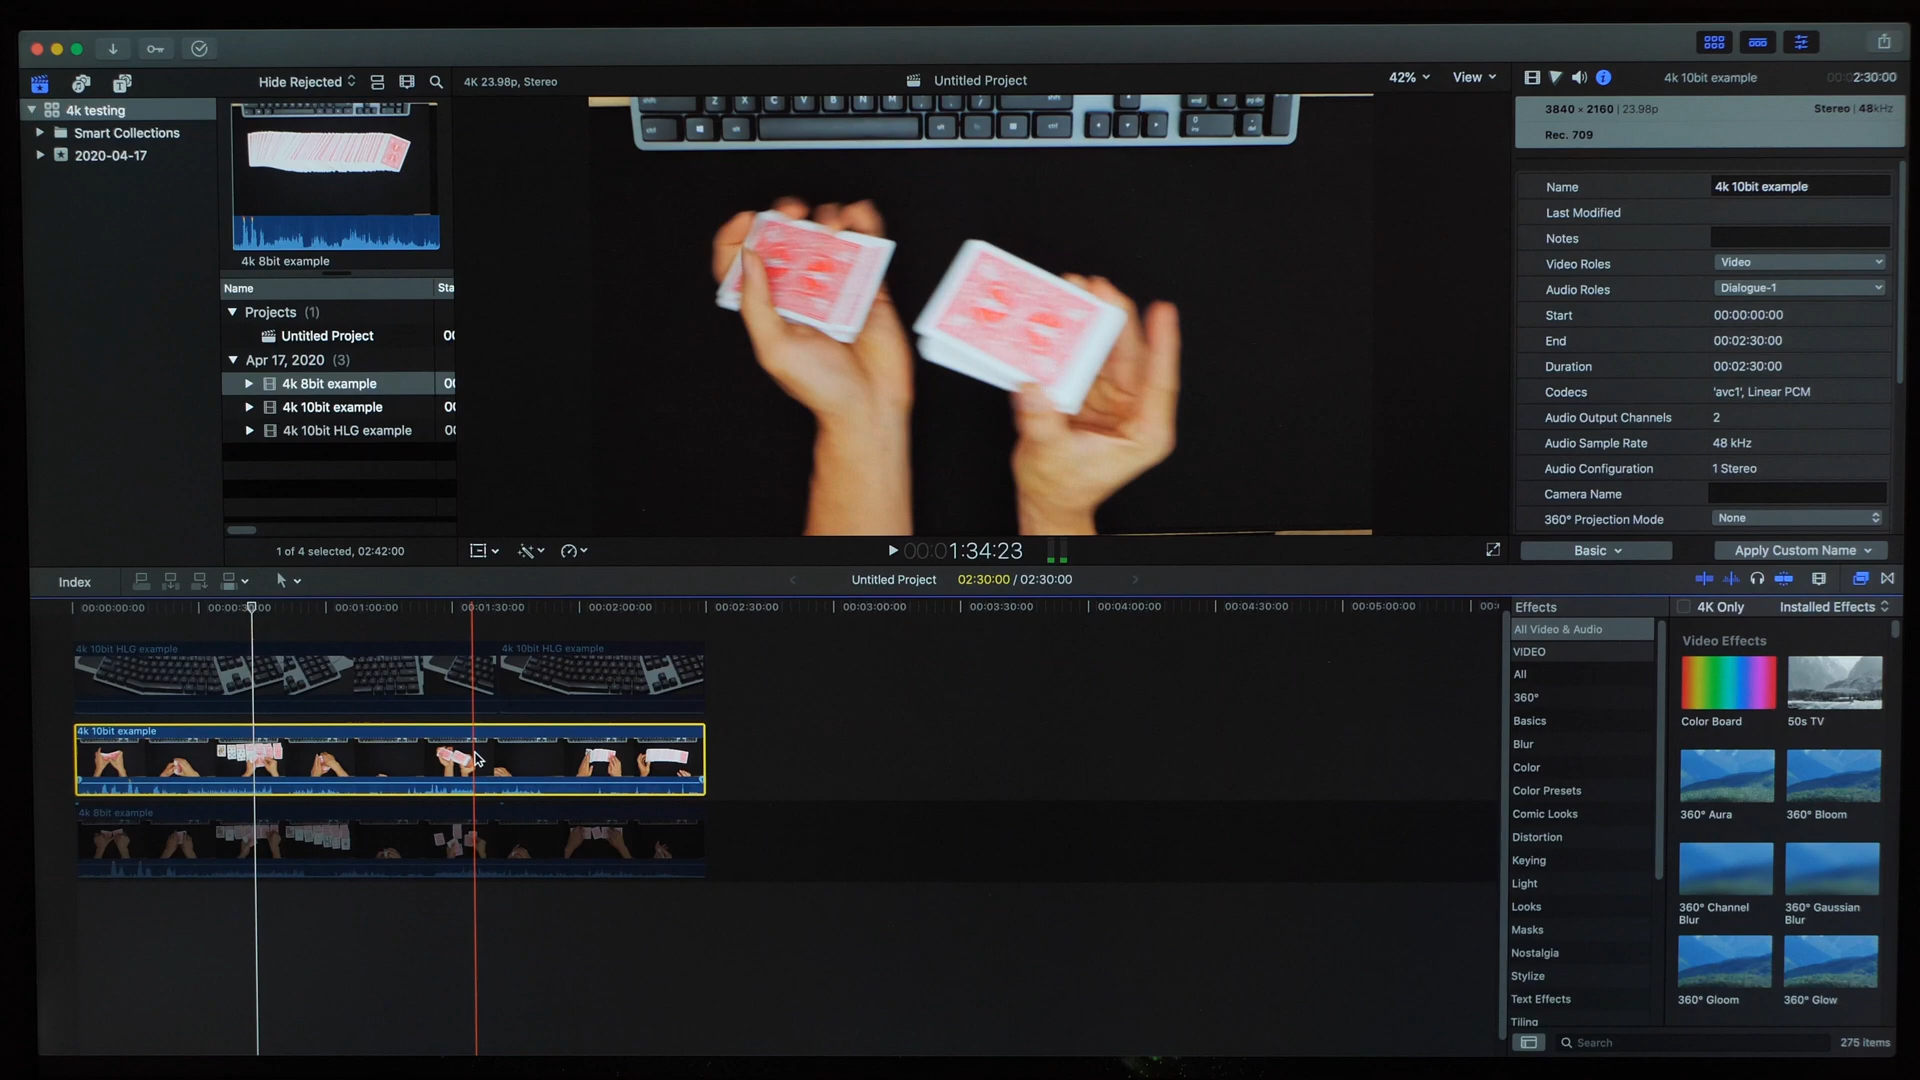 Hide Rejected
4K 23.98p, Stereo
Untitled Project
42%
View
4k 10bit example
2:30:00
4k testing
Smart Collections
2020-04-17
4k 8bit example
3840 × 2160 | 23.98p
Stereo | 48kHz
Rec. 709
Name
4k 10bit example
Last Modified
Notes
Video Roles
Video
Audio Roles
Dialogue-1
Start
00:00:00:00
End
00:02:30:00
Duration
00:02:30:00
Codecs
'avc1', Linear PCM
Audio Output Channels
2
Audio Sample Rate
48 kHz
Audio Configuration
1 Stereo
Camera Name
360° Projection Mode
None
Basic
Apply Custom Name
Name
Sta
Projects (1)
Untitled Project
00
Apr 17, 2020 (3)
4k 8bit example
00
4k 10bit example
00
4k 10bit HLG example
00
1 of 4 selected, 02:42:00
Z X C V B N M
ctrl
alt
alt
ctrl
00:01:34:23
Index
Untitled Project
02:30:00 / 02:30:00
00:00:00:00
00:01:00:00
00:01:30:00
00:02:00:00
00:02:30:00
00:03:00:00
00:03:30:00
00:04:00:00
00:04:30:00
00:05:00:00
4k 10bit HLG example
4k 10bit HLG example
4k 10bit example
4k 8bit example
Effects
4K Only
Installed Effects
All Video & Audio
VIDEO
All
360°
Basics
Blur
Color
Color Presets
Comic Looks
Distortion
Keying
Light
Looks
Masks
Nostalgia
Stylize
Text Effects
Tiling
Video Effects
Color Board
50s TV
360° Aura
360° Bloom
360° Channel Blur
360° Gaussian Blur
360° Gloom
360° Glow
Search
275 items